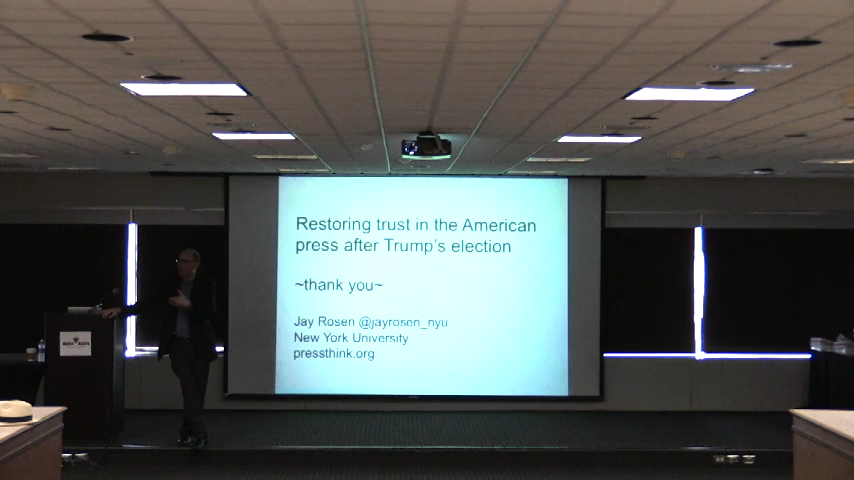 Restoring trust in the American
press after Trump's election
~thank you~
Jay Rosen @jayrosen_nyu
New York University
pressthink.org